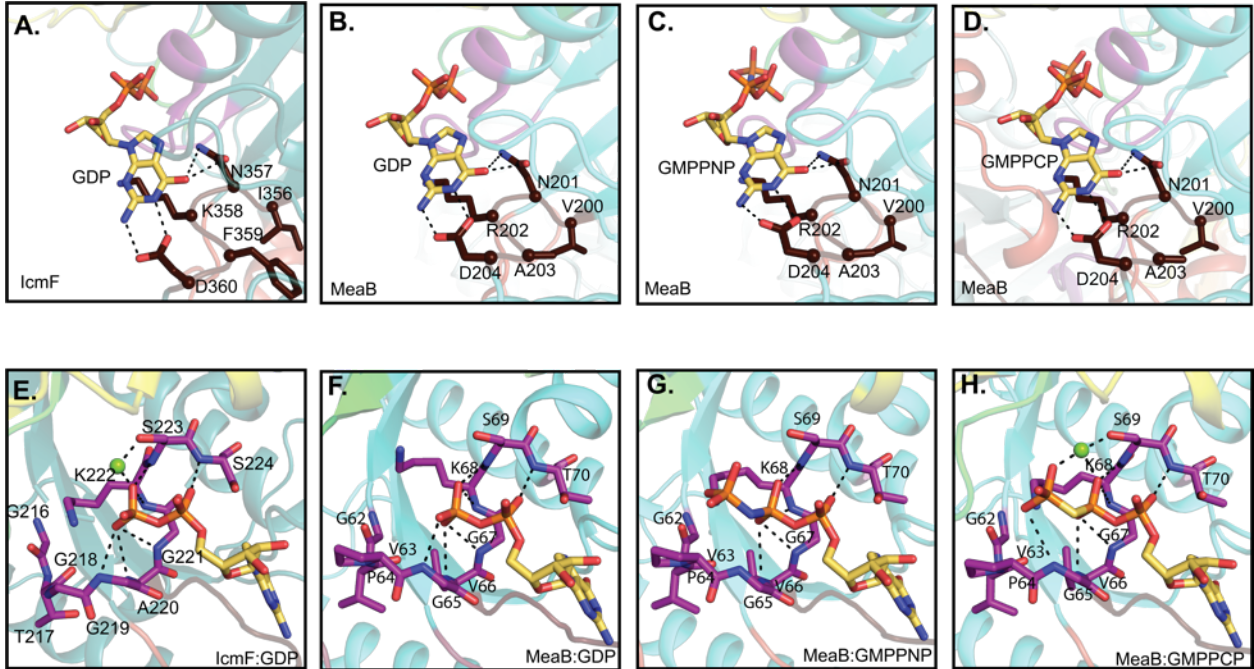 A.
GDP
N357
I356
K358
F359
D360
IcmF
B.
GDP
N201
V200
R202
D204
A203
MeaB
C.
GMPPNP
N201
V200
R202
D204
A203
MeaB
D.
GMPPCP
N201
V200
R202
D204
A203
MeaB
E.
S223
K222
S224
G216
G218
G221
A220
G219
T217
IcmF:GDP
F.
S69
K68
T70
G62
V63
G67
P64
V66
G65
MeaB:GDP
G.
S69
K68
T70
G62
V63
G67
P64
V66
G65
MeaB:GMPPNP
H.
S69
K68
T70
G62
G67
V63
P64
V66
G65
MeaB:GMPPCP